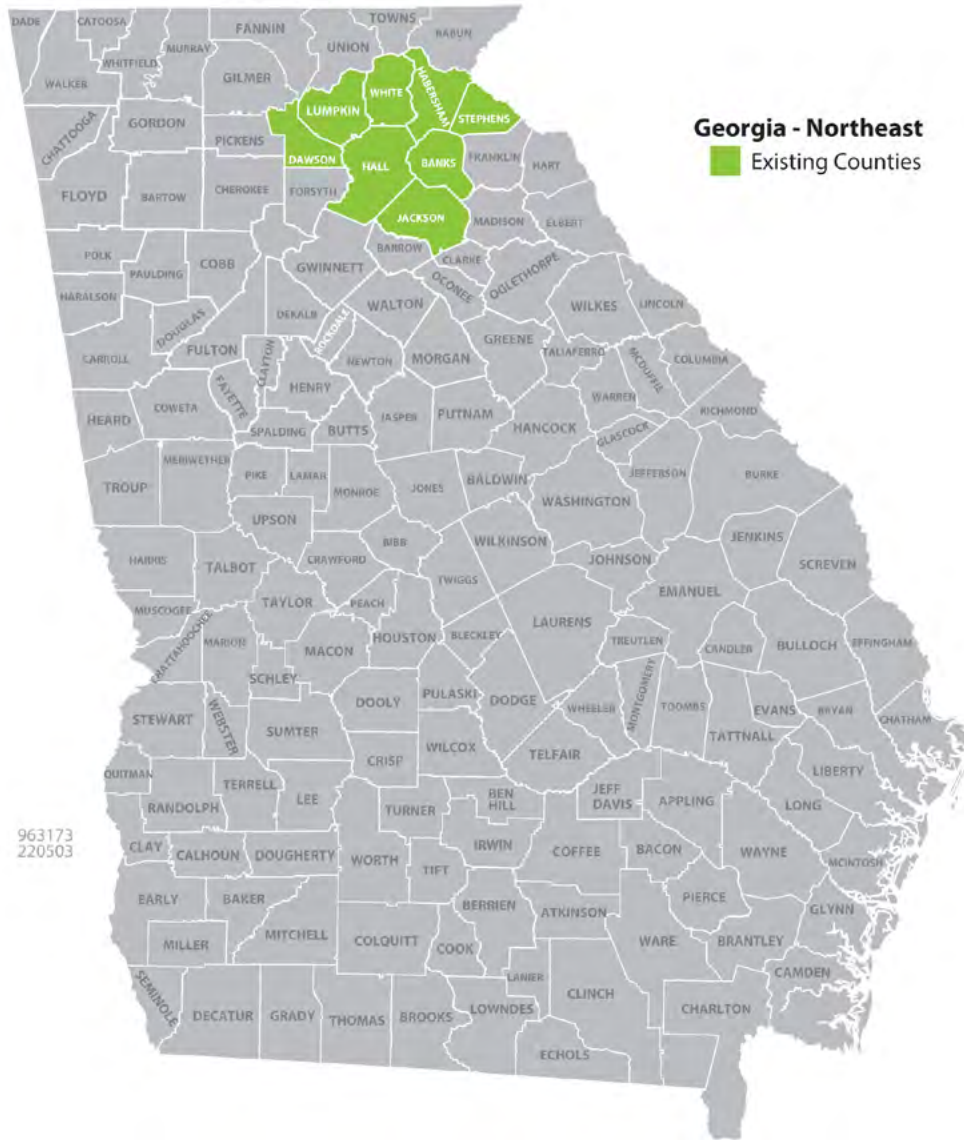 TOWNS
DADE
CATOOSA
FANNIN
RABUN
UNION
MURRAY
WHITFIELD
GILMER
WALKER
WHITE
HABERSHAM
LUMPKIN
STEPHENS
CHATTOOGA
GORDON
PICKENS
DAWSON
HALL
BANKS
FRANKLIN
HART
Georgia - Northeast
Existing Counties
FLOYD
BARTOW
CHEROKEE
FORSYTH
JACKSON
MADISON
ELBERT
POLK
PAULDING
COBB
GWINNETT
BARROW
CLARKE
OCONEE
OGLETHORPE
HARALSON
DOUGLAS
DEKALB
ROCKDALE
WALTON
WILKES
LINCOLN
CARROLL
FULTON
CLAYTON
NEWTON
MORGAN
GREENE
TALIAFERRO
MCDUFFIE
COLUMBIA
HEARD
COWETA
FAYETTE
HENRY
JASPER
PUTNAM
HANCOCK
WARREN
RICHMOND
SPALDING
BUTTS
GLASCOCK
TROUP
MERIWETHER
PIKE
LAMAR
MONROE
JONES
BALDWIN
WASHINGTON
JEFFERSON
BURKE
UPSON
HARRIS
TALBOT
CRAWFORD
BIBB
TWIGGS
WILKINSON
JOHNSON
JENKINS
SCREVEN
MUSCOGEE
TAYLOR
PEACH
EMANUEL
CHATTAHOOCHEE
MARION
MACON
HOUSTON
BLECKLEY
LAURENS
TREUTLEN
CANDLER
BULLOCH
EFFINGHAM
SCHLEY
STEWART
WEBSTER
SUMTER
DOOLY
PULASKI
DODGE
WHEELER
MONTGOMERY
TOOMBS
EVANS
BRYAN
CHATHAM
TATTNALL
QUITMAN
CRISP
WILCOX
TELFAIR
LIBERTY
RANDOLPH
TERRELL
LEE
TURNER
BEN
HILL
JEFF
DAVIS
APPLING
LONG
963173
220503
CLAY
CALHOUN
DOUGHERTY
WORTH
TIFT
IRWIN
COFFEE
BACON
WAYNE
MCINTOSH
EARLY
BAKER
BERRIEN
ATKINSON
PIERCE
GLYNN
MILLER
MITCHELL
COLQUITT
COOK
WARE
BRANTLEY
SEMINOLE
LANIER
CLINCH
CAMDEN
DECATUR
GRADY
THOMAS
BROOKS
LOWNDES
CHARLTON
ECHOLS